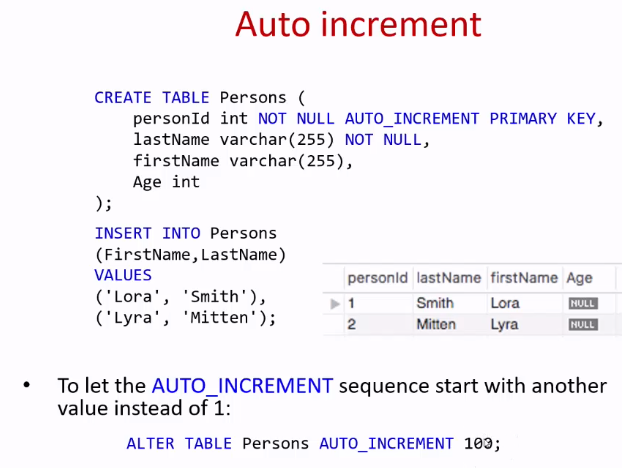 Auto increment
CREATE TABLE Persons (
personId int NOT NULL AUTO_INCREMENT PRIMARY KEY,
lastName varchar(255) NOT NULL,
firstName varchar(255),
Age int
);
INSERT INTO Persons
(FirstName,LastName)
VALUES
('Lora', 'Smith'),
('Lyra', 'Mitten');
personId lastName firstName Age
1 Smith Lora NULL
2 Mitten Lyra NULL
• To let the AUTO_INCREMENT sequence start with another
value instead of 1:
ALTER TABLE Persons AUTO_INCREMENT 100;